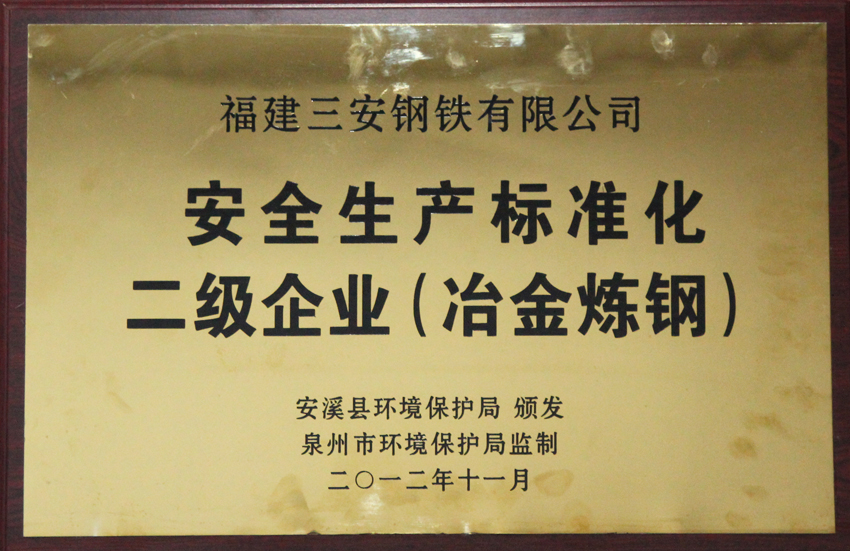 福建三安钢铁有限公司
安全生产标准化
二级企业(冶金炼钢)
安溪县环境保护局 颁发
泉州市环境保护局监制
二〇一二年十一月